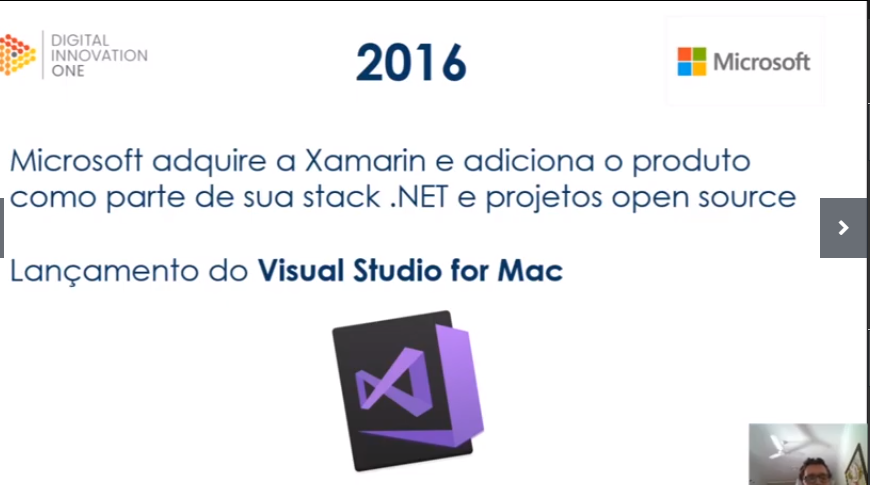 DIGITAL
INNOVATION
ONE
2016
Microsoft
Microsoft adquire a Xamarin e adiciona o produto
como parte de sua stack .NET e projetos open source
Lançamento do Visual Studio for Mac